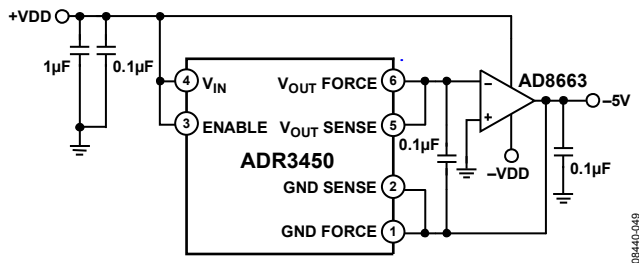 +VDD
1µF
0.1µF
4
VIN
VOUT FORCE
6
AD8663
3
ENABLE
VOUT SENSE
5
–
+
–5V
ADR3450
0.1µF
–VDD
0.1µF
GND SENSE
2
GND FORCE
1
08440-049